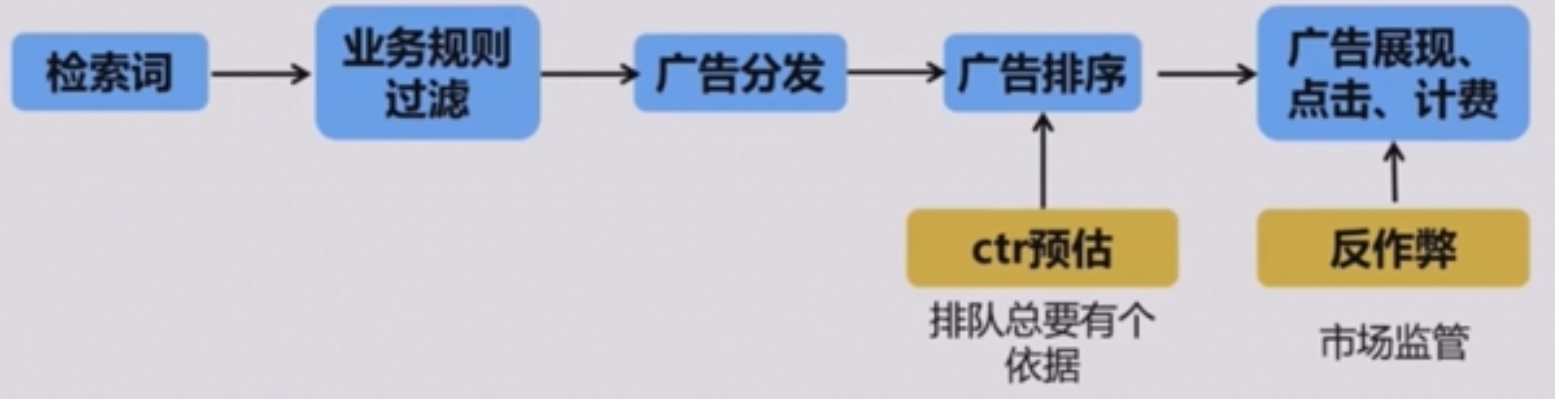 检索词
业务规则
过滤
广告分发
广告排序
广告展现、
点击、计费
ctr预估
反作弊
排队总要有个
依据
市场监管